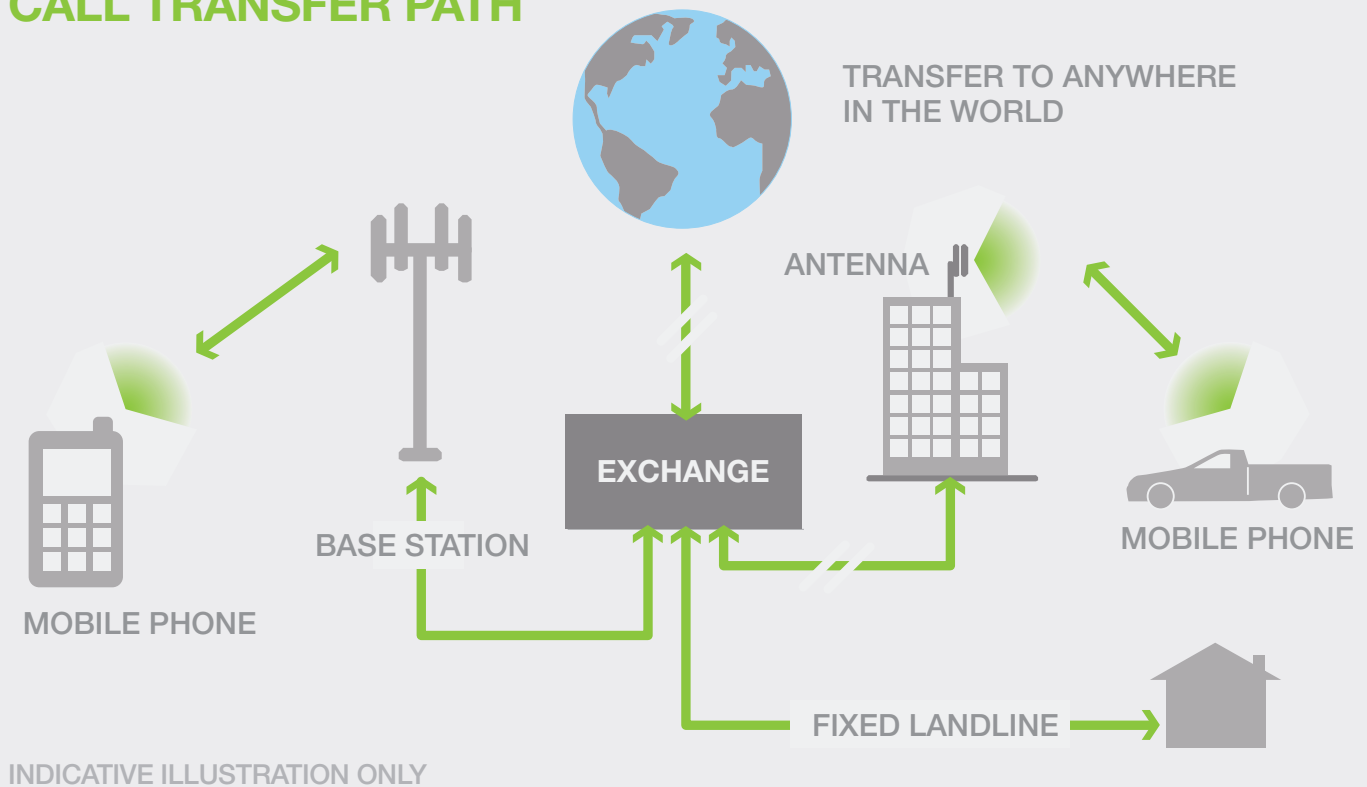 CALL TRANSFER PATH
TRANSFER TO ANYWHERE
IN THE WORLD
ANTENNA
EXCHANGE
BASE STATION
MOBILE PHONE
MOBILE PHONE
FIXED LANDLINE
INDICATIVE ILLUSTRATION ONLY